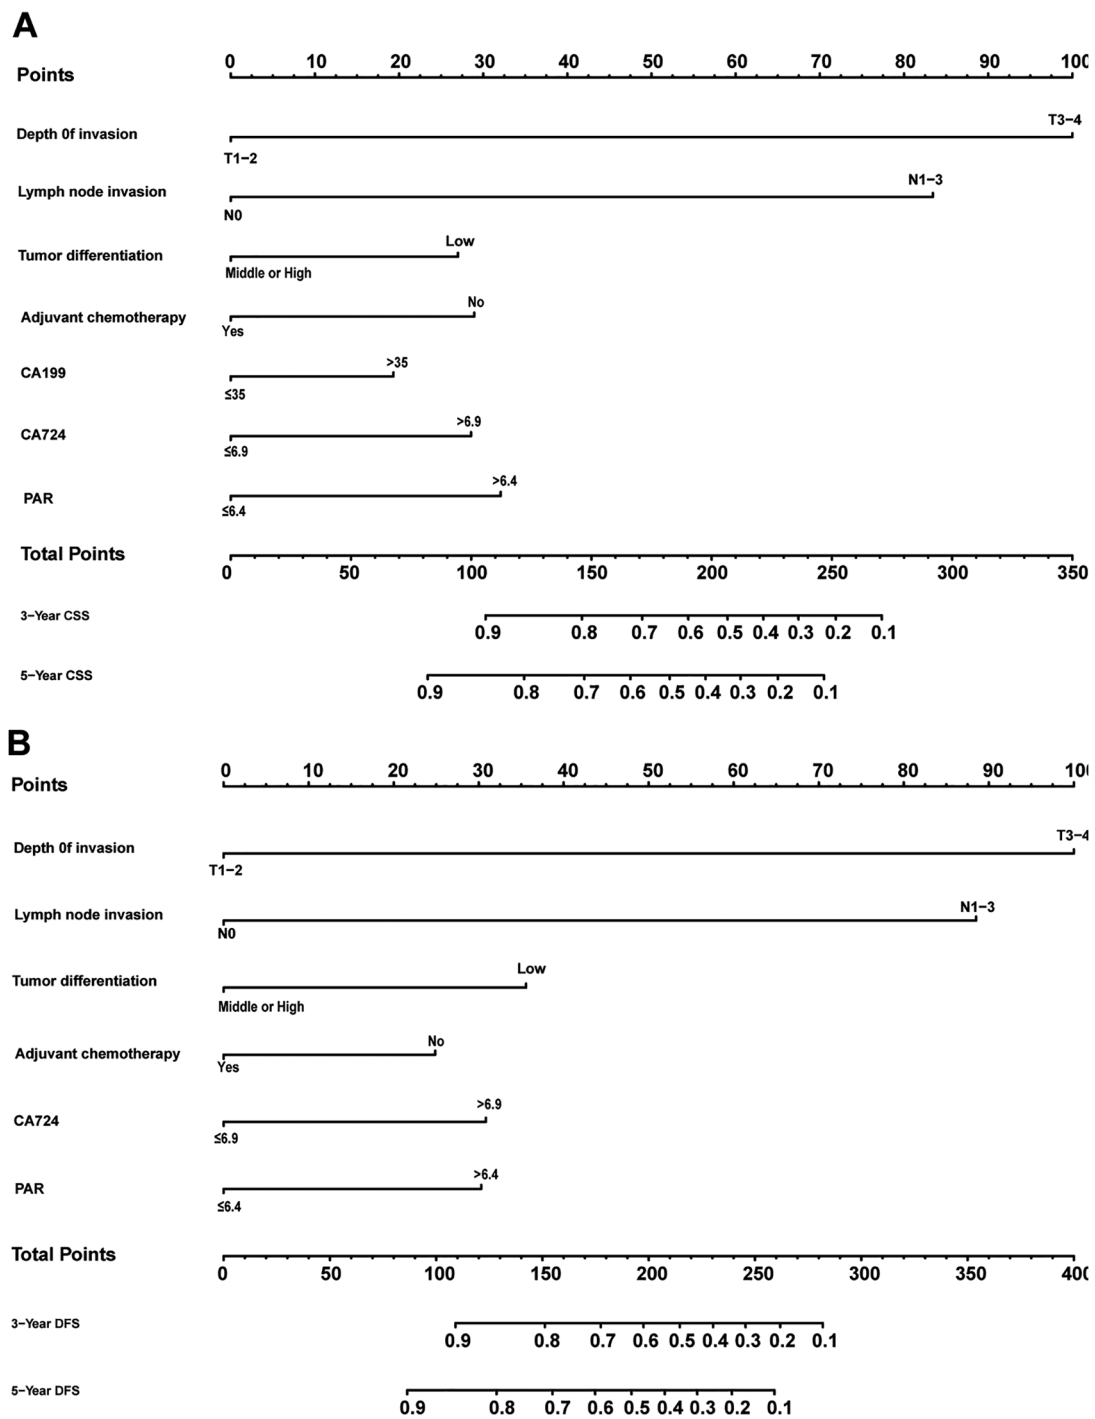 A
Points 0 10 20 30 40 50 60 70 80 90 100
Depth 0f invasion T3−4
T1−2
Lymph node invasion N1−3
N0
Tumor differentiation Low
Middle or High
Adjuvant chemotherapy No
Yes
CA199 >35
≤35
CA724 >6.9
≤6.9
PAR >6.4
≤6.4
Total Points
0 50 100 150 200 250 300 350
3−Year CSS
0.9 0.8 0.7 0.6 0.5 0.4 0.3 0.2 0.1
5−Year CSS
0.9 0.8 0.7 0.6 0.5 0.4 0.3 0.2 0.1
B
Points 0 10 20 30 40 50 60 70 80 90 100
Depth 0f invasion T3−4
T1−2
Lymph node invasion N1−3
N0
Tumor differentiation Low
Middle or High
Adjuvant chemotherapy No
Yes
CA724 >6.9
≤6.9
PAR >6.4
≤6.4
Total Points
0 50 100 150 200 250 300 350 400
3−Year DFS
0.9 0.8 0.7 0.6 0.5 0.4 0.3 0.2 0.1
5−Year DFS
0.9 0.8 0.7 0.6 0.5 0.4 0.3 0.2 0.1